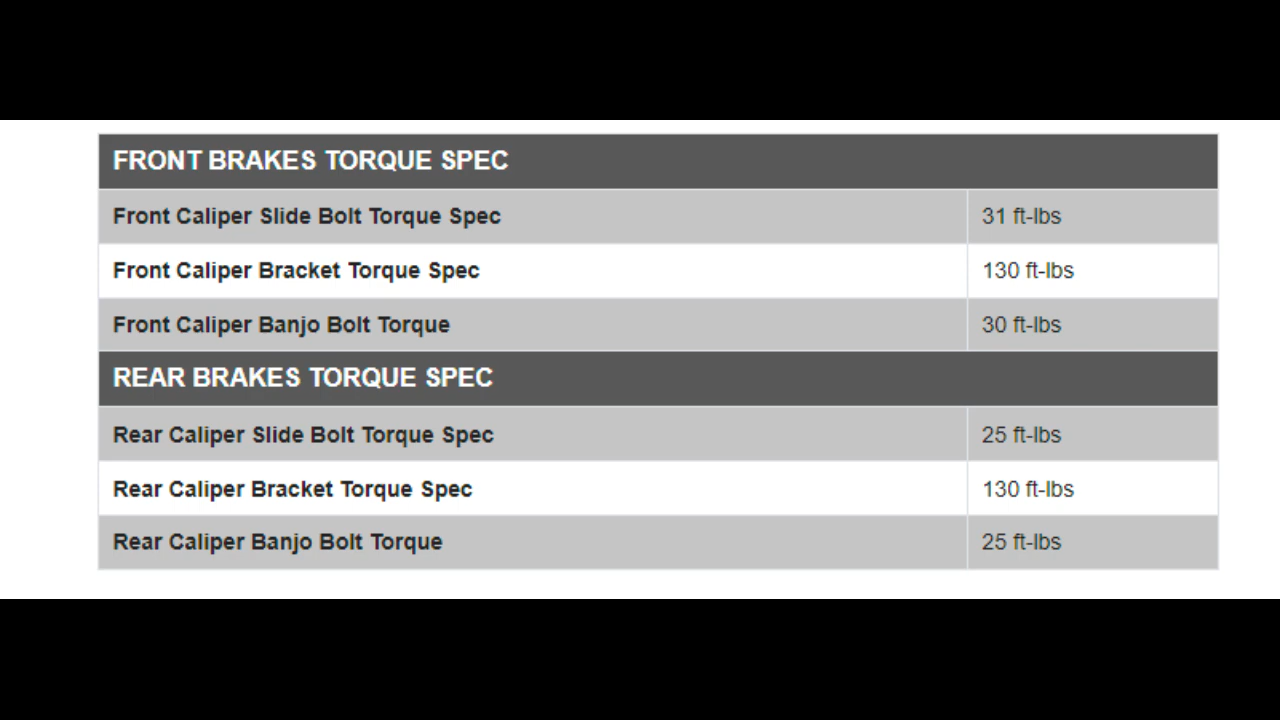 FRONT BRAKES TORQUE SPEC
Front Caliper Slide Bolt Torque Spec 31 ft-lbs
Front Caliper Bracket Torque Spec 130 ft-lbs
Front Caliper Banjo Bolt Torque 30 ft-lbs
REAR BRAKES TORQUE SPEC
Rear Caliper Slide Bolt Torque Spec 25 ft-lbs
Rear Caliper Bracket Torque Spec 130 ft-lbs
Rear Caliper Banjo Bolt Torque 25 ft-lbs